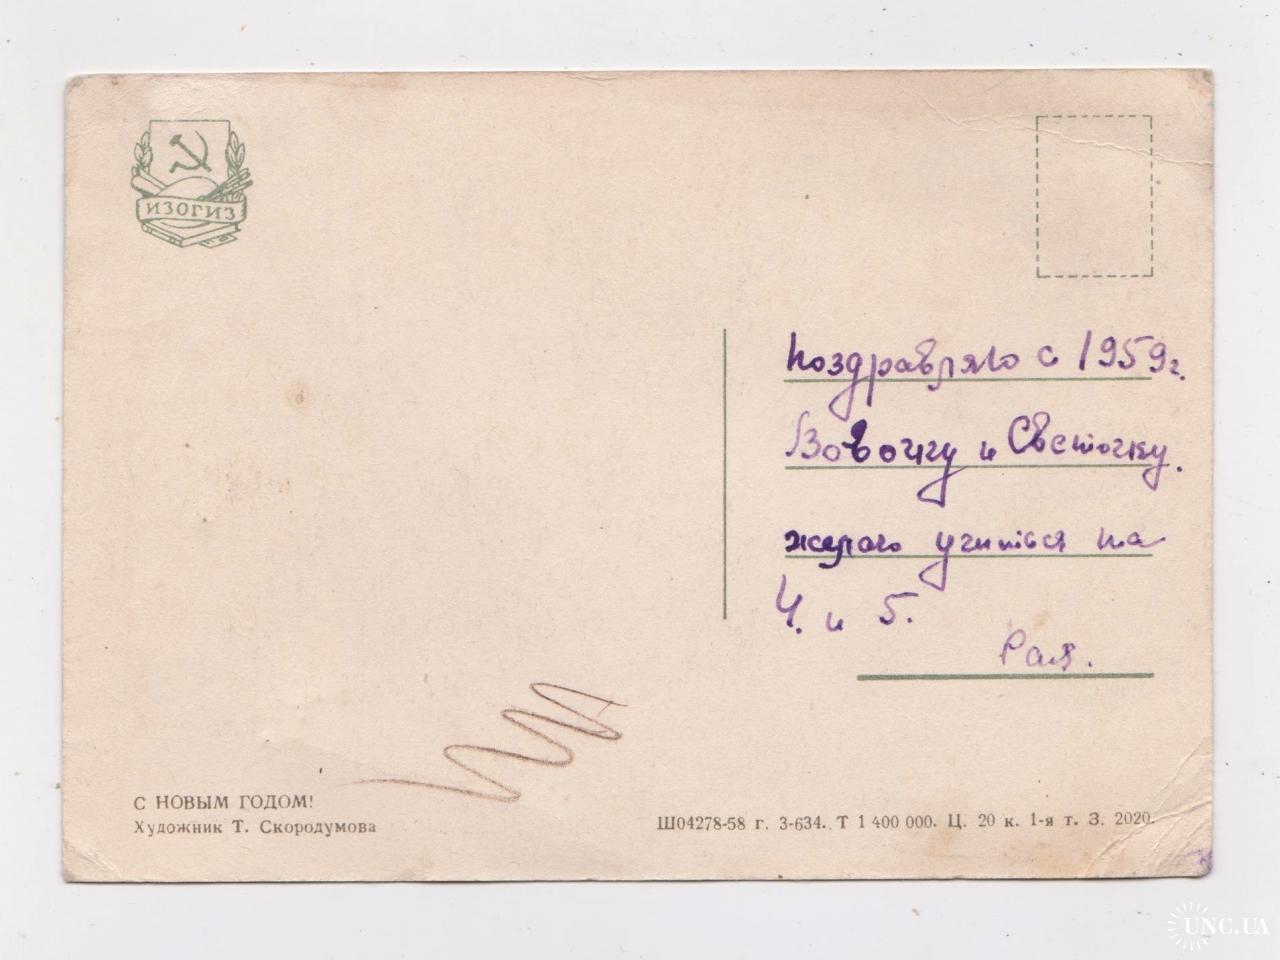 ИЗОГИЗ
Поздравляю с 1959г.
Вовочку и Светочку.
желаю учиться на
4. и 5.
Рая.
С НОВЫМ ГОДОМ!
Художник Т. Скородумова
Ш04278-58 г. 3-634. Т 1 400 000. Ц. 20 к. 1-я т. З. 2020.
UNC.UA